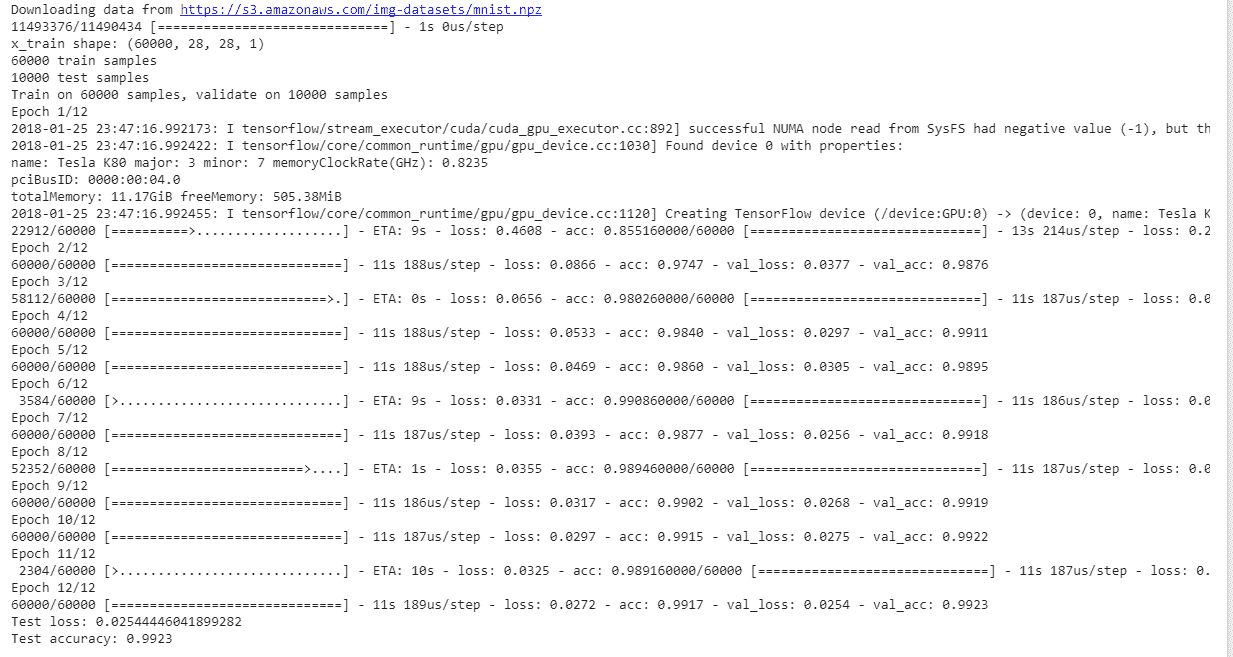 Downloading data from https://s3.amazonaws.com/img-datasets/mnist.npz
11493376/11490434 [==============================] - 1s 0us/step
x_train shape: (60000, 28, 28, 1)
60000 train samples
10000 test samples
Train on 60000 samples, validate on 10000 samples
Epoch 1/12
2018-01-25 23:47:16.992173: I tensorflow/stream_executor/cuda/cuda_gpu_executor.cc:892] successful NUMA node read from SysFS had negative value (-1), but th
2018-01-25 23:47:16.992422: I tensorflow/core/common_runtime/gpu/gpu_device.cc:1030] Found device 0 with properties:
name: Tesla K80 major: 3 minor: 7 memoryClockRate(GHz): 0.8235
pciBusID: 0000:00:04.0
totalMemory: 11.17GiB freeMemory: 505.38MiB
2018-01-25 23:47:16.992455: I tensorflow/core/common_runtime/gpu/gpu_device.cc:1120] Creating TensorFlow device (/device:GPU:0) -> (device: 0, name: Tesla K
22912/60000 [==========>...................] - ETA: 9s - loss: 0.4608 - acc: 0.855160000/60000 [==============================] - 13s 214us/step - loss: 0.2
Epoch 2/12
60000/60000 [==============================] - 11s 188us/step - loss: 0.0866 - acc: 0.9747 - val_loss: 0.0377 - val_acc: 0.9876
Epoch 3/12
58112/60000 [============================>.] - ETA: 0s - loss: 0.0656 - acc: 0.980260000/60000 [==============================] - 11s 187us/step - loss: 0.0
Epoch 4/12
60000/60000 [==============================] - 11s 188us/step - loss: 0.0533 - acc: 0.9840 - val_loss: 0.0297 - val_acc: 0.9911
Epoch 5/12
60000/60000 [==============================] - 11s 188us/step - loss: 0.0469 - acc: 0.9860 - val_loss: 0.0305 - val_acc: 0.9895
Epoch 6/12
3584/60000 [>.............................] - ETA: 9s - loss: 0.0331 - acc: 0.990860000/60000 [==============================] - 11s 186us/step - loss: 0.0
Epoch 7/12
60000/60000 [==============================] - 11s 187us/step - loss: 0.0393 - acc: 0.9877 - val_loss: 0.0256 - val_acc: 0.9918
Epoch 8/12
52352/60000 [=========================>....] - ETA: 1s - loss: 0.0355 - acc: 0.989460000/60000 [==============================] - 11s 187us/step - loss: 0.0
Epoch 9/12
60000/60000 [==============================] - 11s 186us/step - loss: 0.0317 - acc: 0.9902 - val_loss: 0.0268 - val_acc: 0.9919
Epoch 10/12
60000/60000 [==============================] - 11s 187us/step - loss: 0.0297 - acc: 0.9915 - val_loss: 0.0275 - val_acc: 0.9922
Epoch 11/12
2304/60000 [>.............................] - ETA: 10s - loss: 0.0325 - acc: 0.989160000/60000 [==============================] - 11s 187us/step - loss: 0.
Epoch 12/12
60000/60000 [==============================] - 11s 189us/step - loss: 0.0272 - acc: 0.9917 - val_loss: 0.0254 - val_acc: 0.9923
Test loss: 0.02544446041899282
Test accuracy: 0.9923